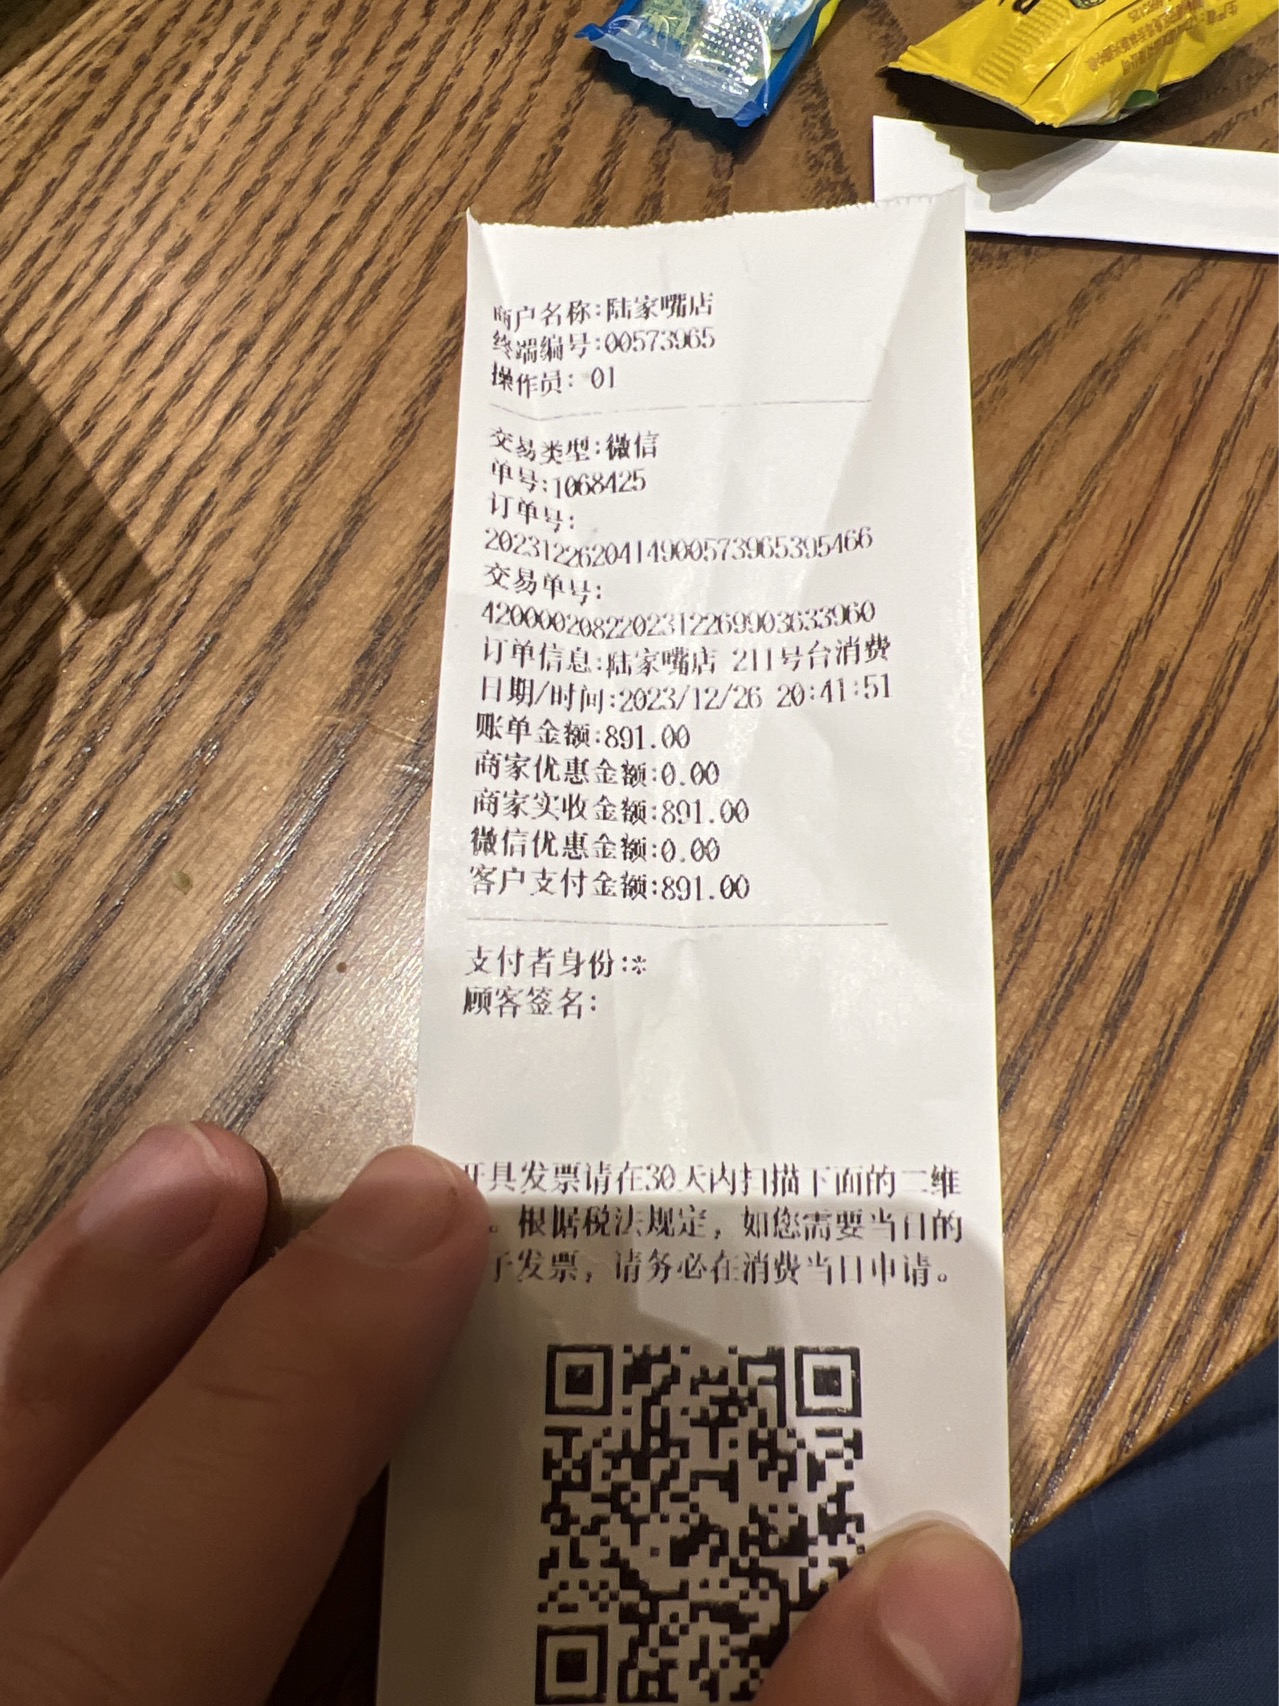 商户名称:陆家嘴店
终端编号:00573965
操作员: 01
交易类型:微信
单号:1068425
订单号:
2023122620414900573965395466
交易单号:
4200002082202312269903633960
订单信息:陆家嘴店 211号台消费
日期/时间:2023/12/26 20:41:51
账单金额:891.00
商家优惠金额:0.00
商家实收金额:891.00
微信优惠金额:0.00
客户支付金额:891.00
支付者身份:*
顾客签名:
开具发票请在30天内扫描下面的二维
。根据税法规定，如您需要当日的
子发票，请务必在消费当日申请。